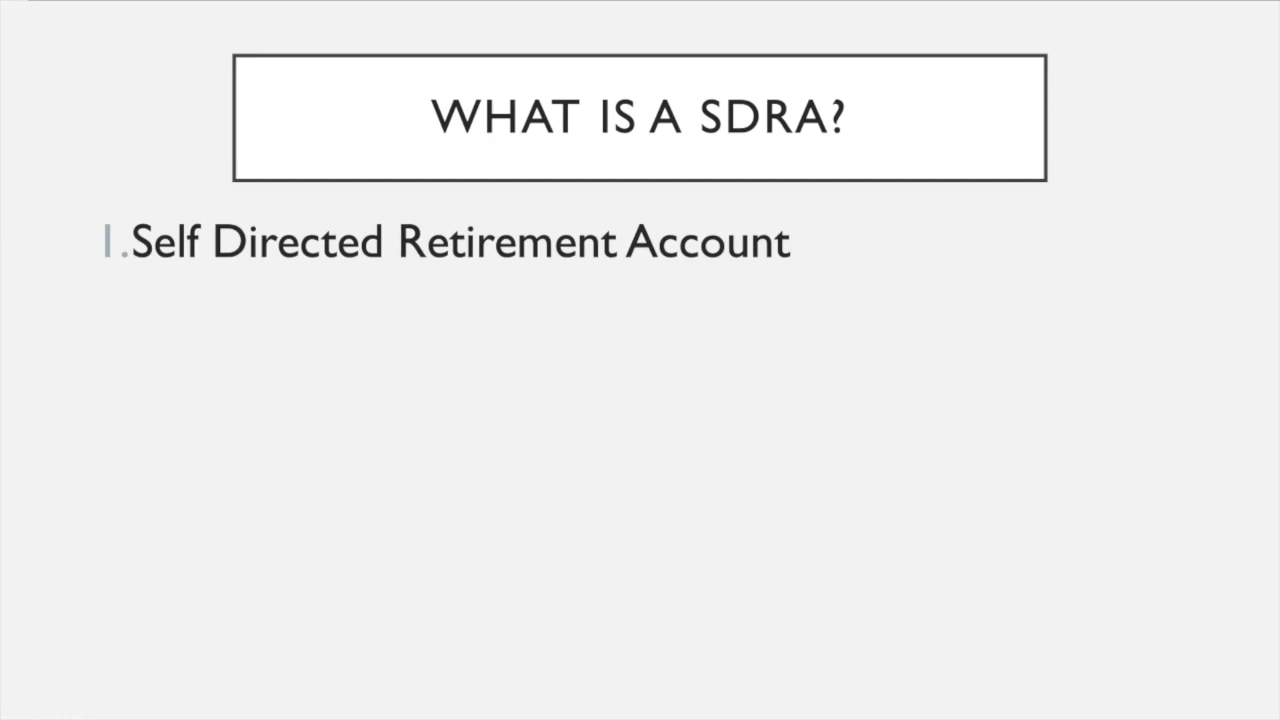 WHAT IS A SDRA?
1.Self Directed Retirement Account